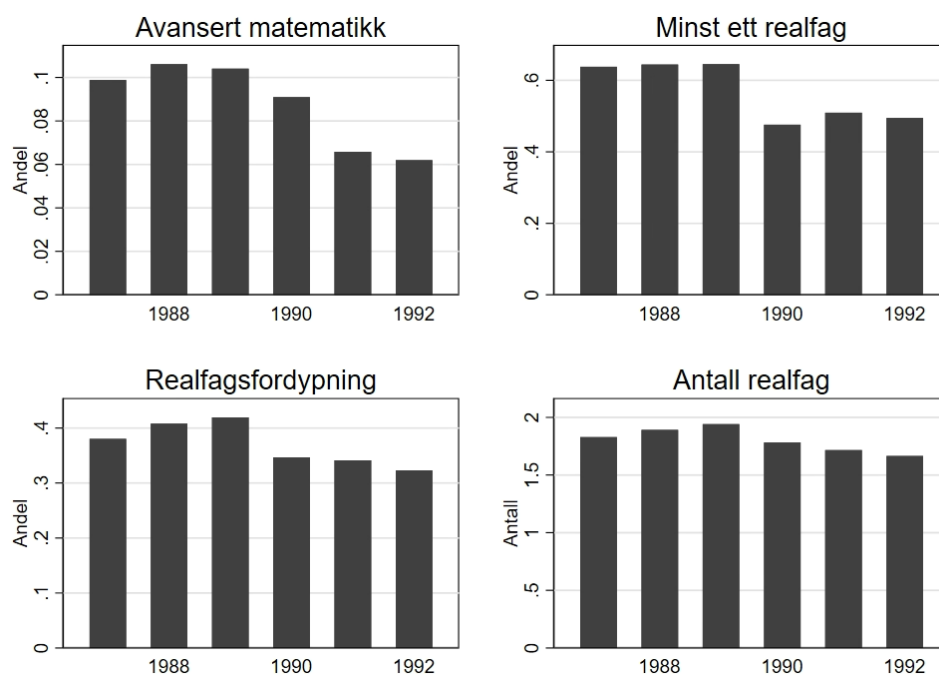 Avansert matematikk
Andel
.1
.08
.06
.04
.02
0
1988 1990 1992
Minst ett realfag
Andel
.6
.4
.2
0
1988 1990 1992
Realfagsfordypning
Andel
.4
.3
.2
.1
0
1988 1990 1992
Antall realfag
Antall
2
1.5
1
.5
0
1988 1990 1992